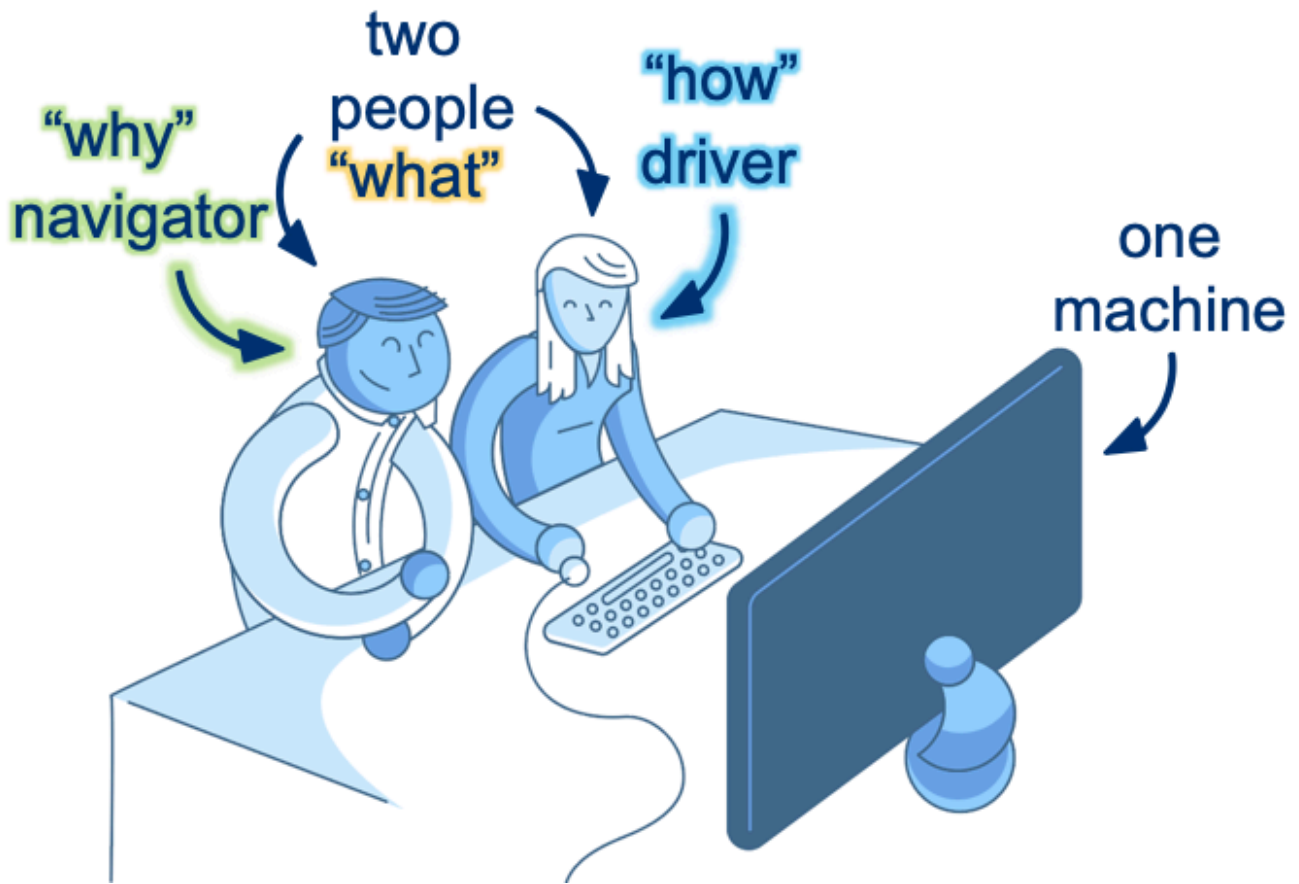 two
people
“what”
“why”
navigator
“how”
driver
one
machine